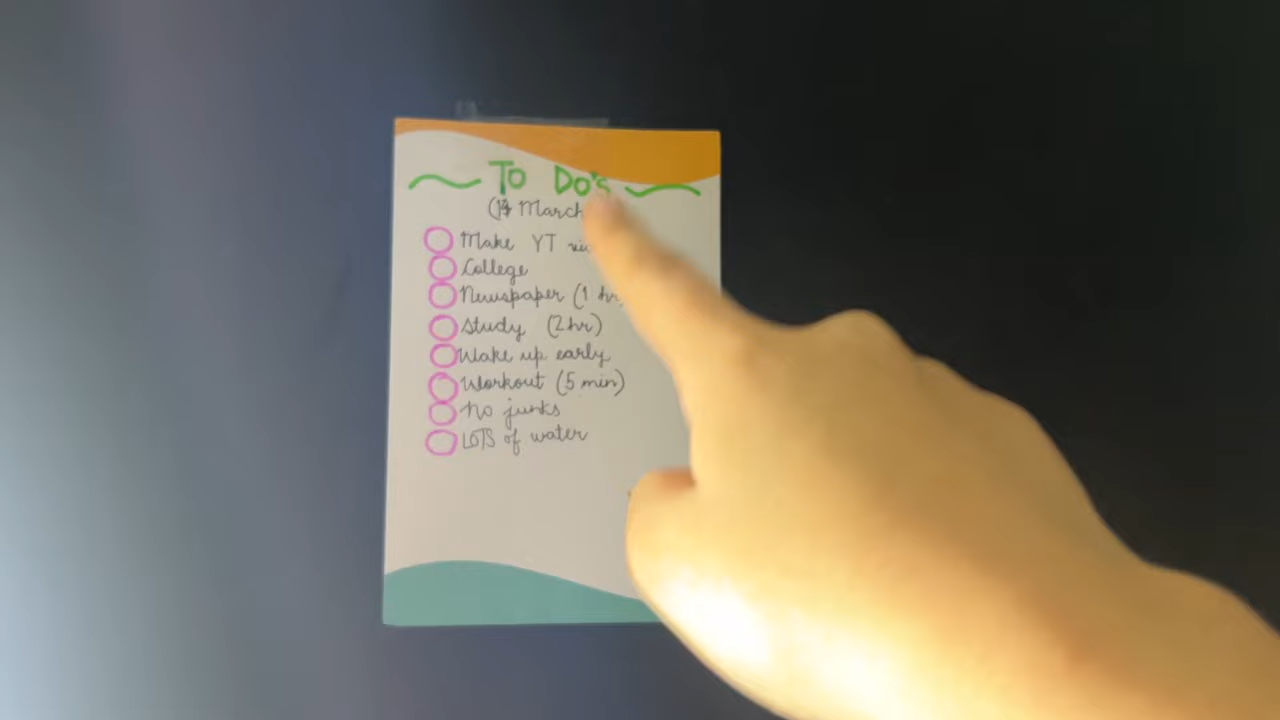 To Do's
March
Make YT
College
Newspaper (1 hr)
Study (2hr)
Wake up early
Workout (5 min)
No junks
LOTS of water